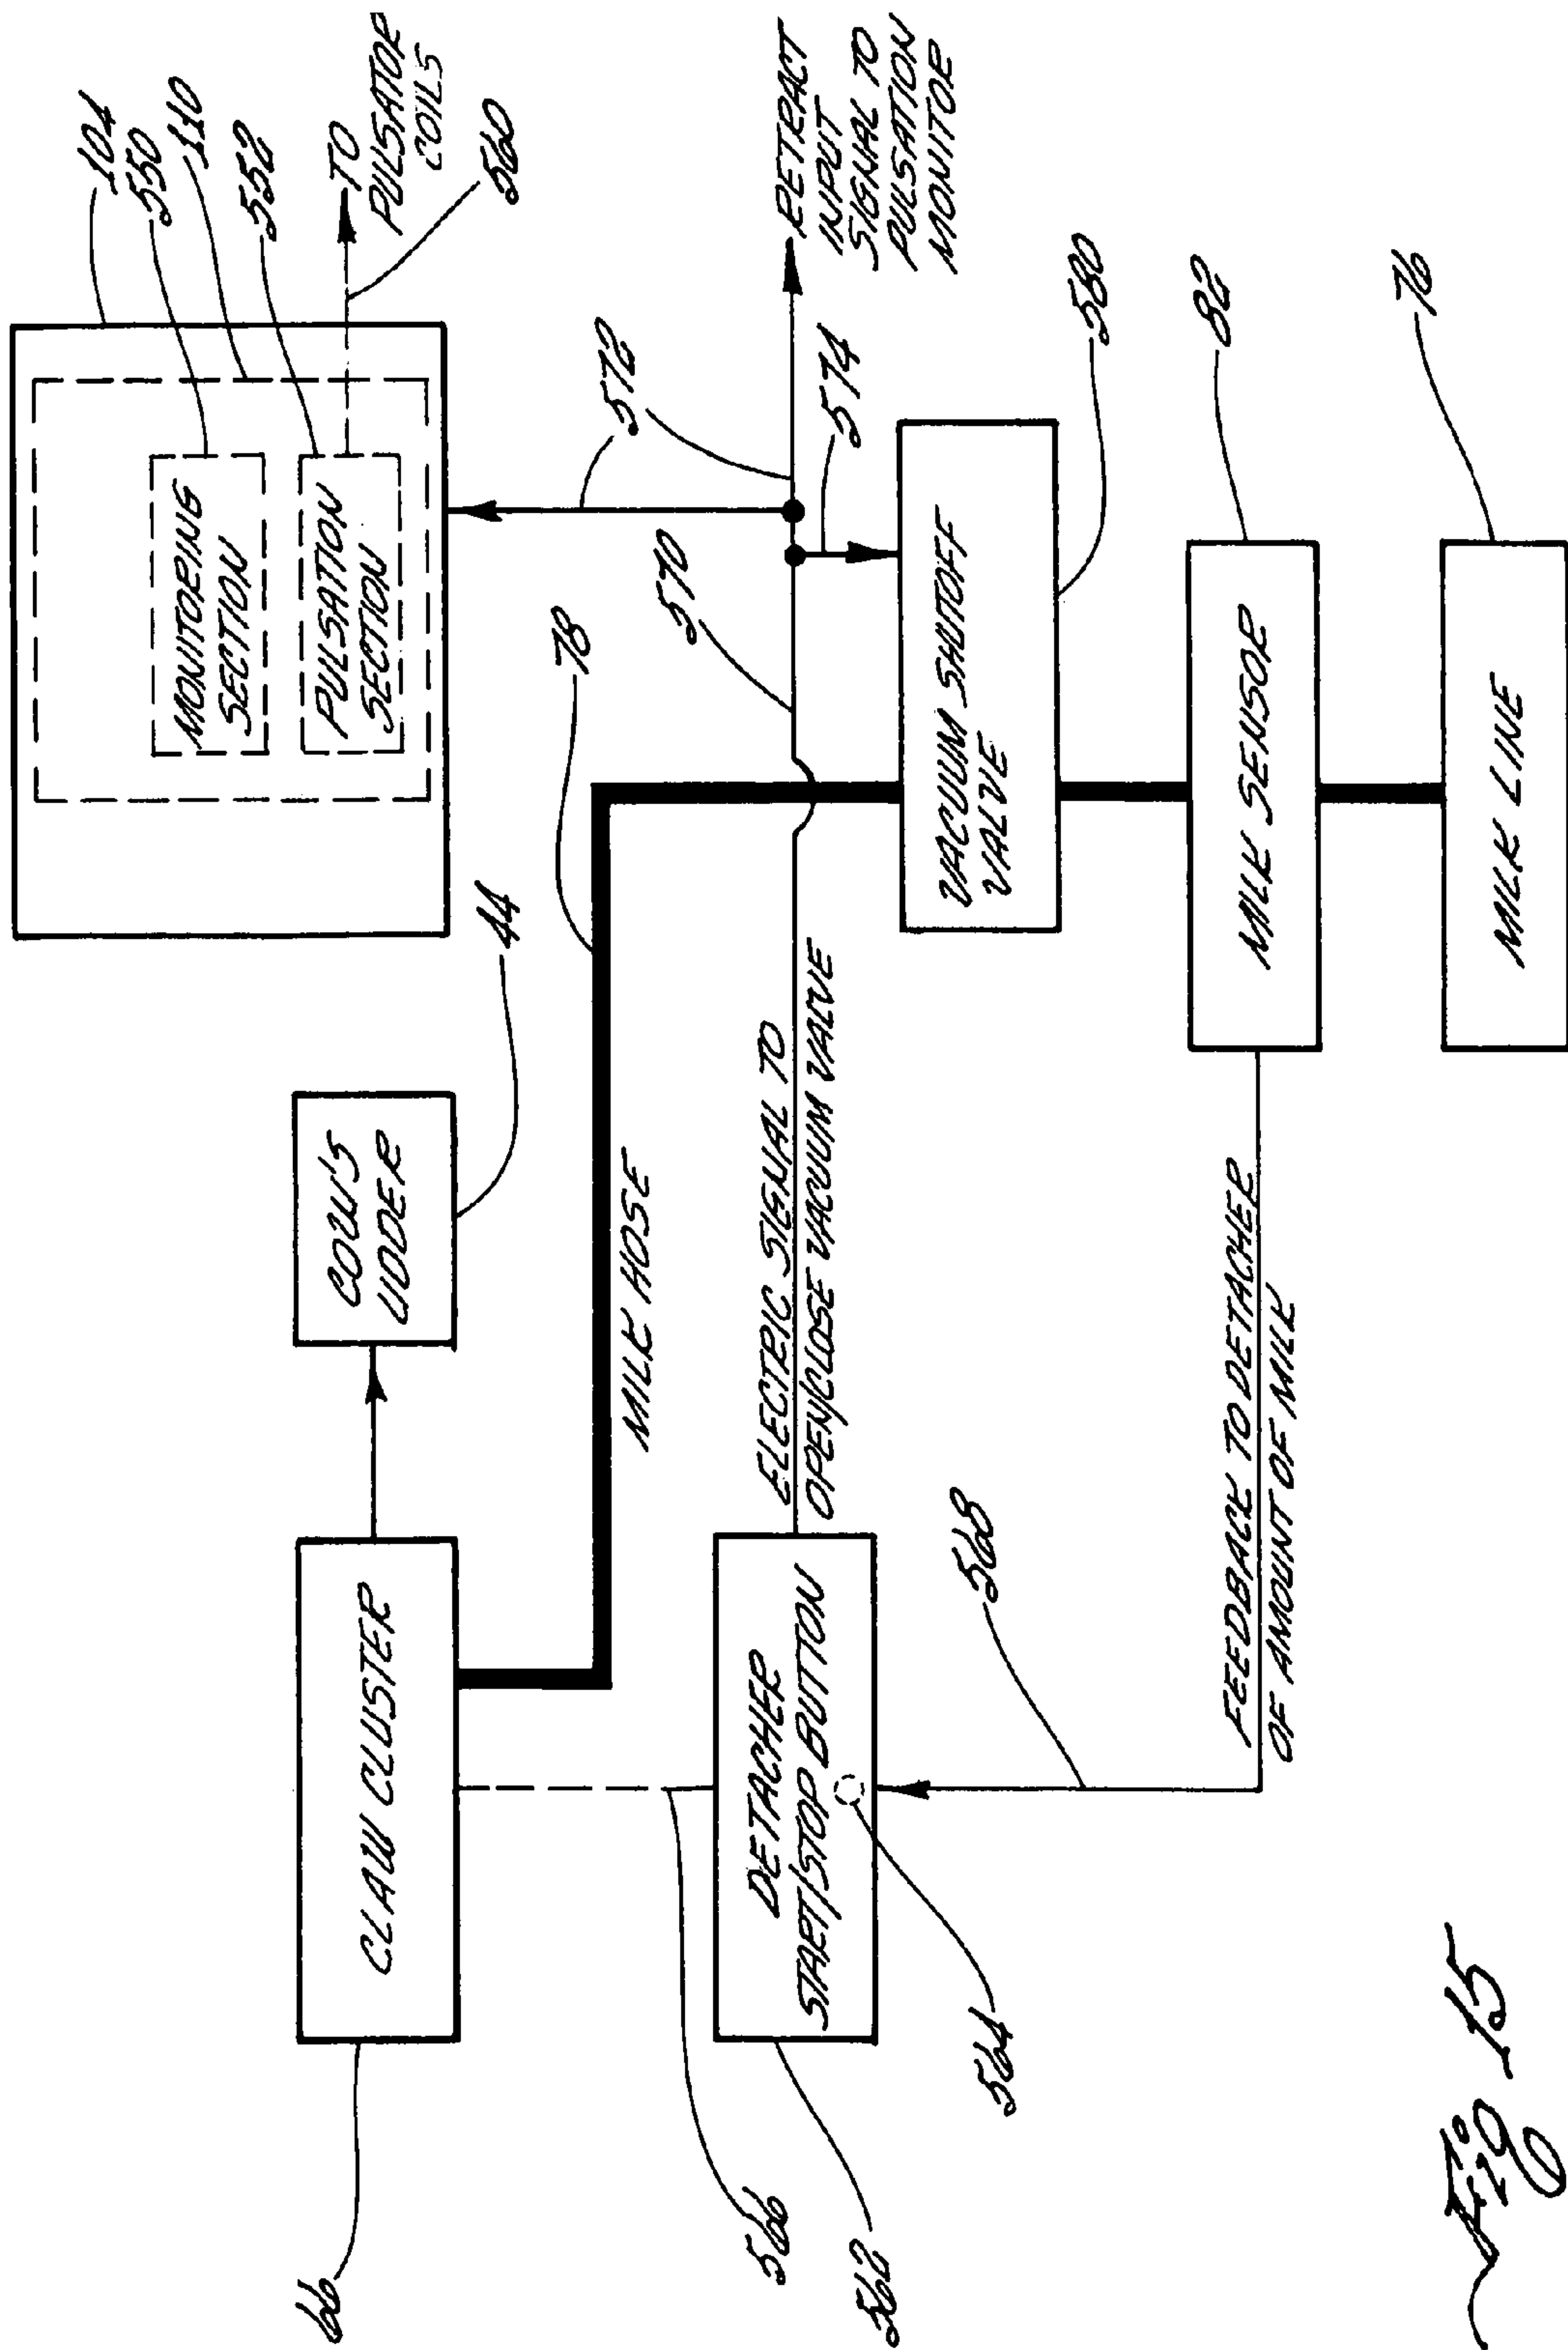 104
550
110
552
MONITORING
SECTION
PULSATION
SECTION
TO
PULSATOR
COILS
560
66
CLAW CLUSTER
COW'S
UDDER
44
78
MILK HOSE
572
566
562
DETACHER
START/STOP BUTTON
564
568
ELECTRIC SIGNAL TO
OPEN/CLOSE VACUUM VALVE
570
574
RETRACT
INPUT
SIGNAL TO
PULSATION
MONITOR
VACUUM SHUTOFF
VALVE
580
FEEDBACK TO DETACHER
OF AMOUNT OF MILK
MILK SENSOR
82
MILK LINE
76
Fig 15